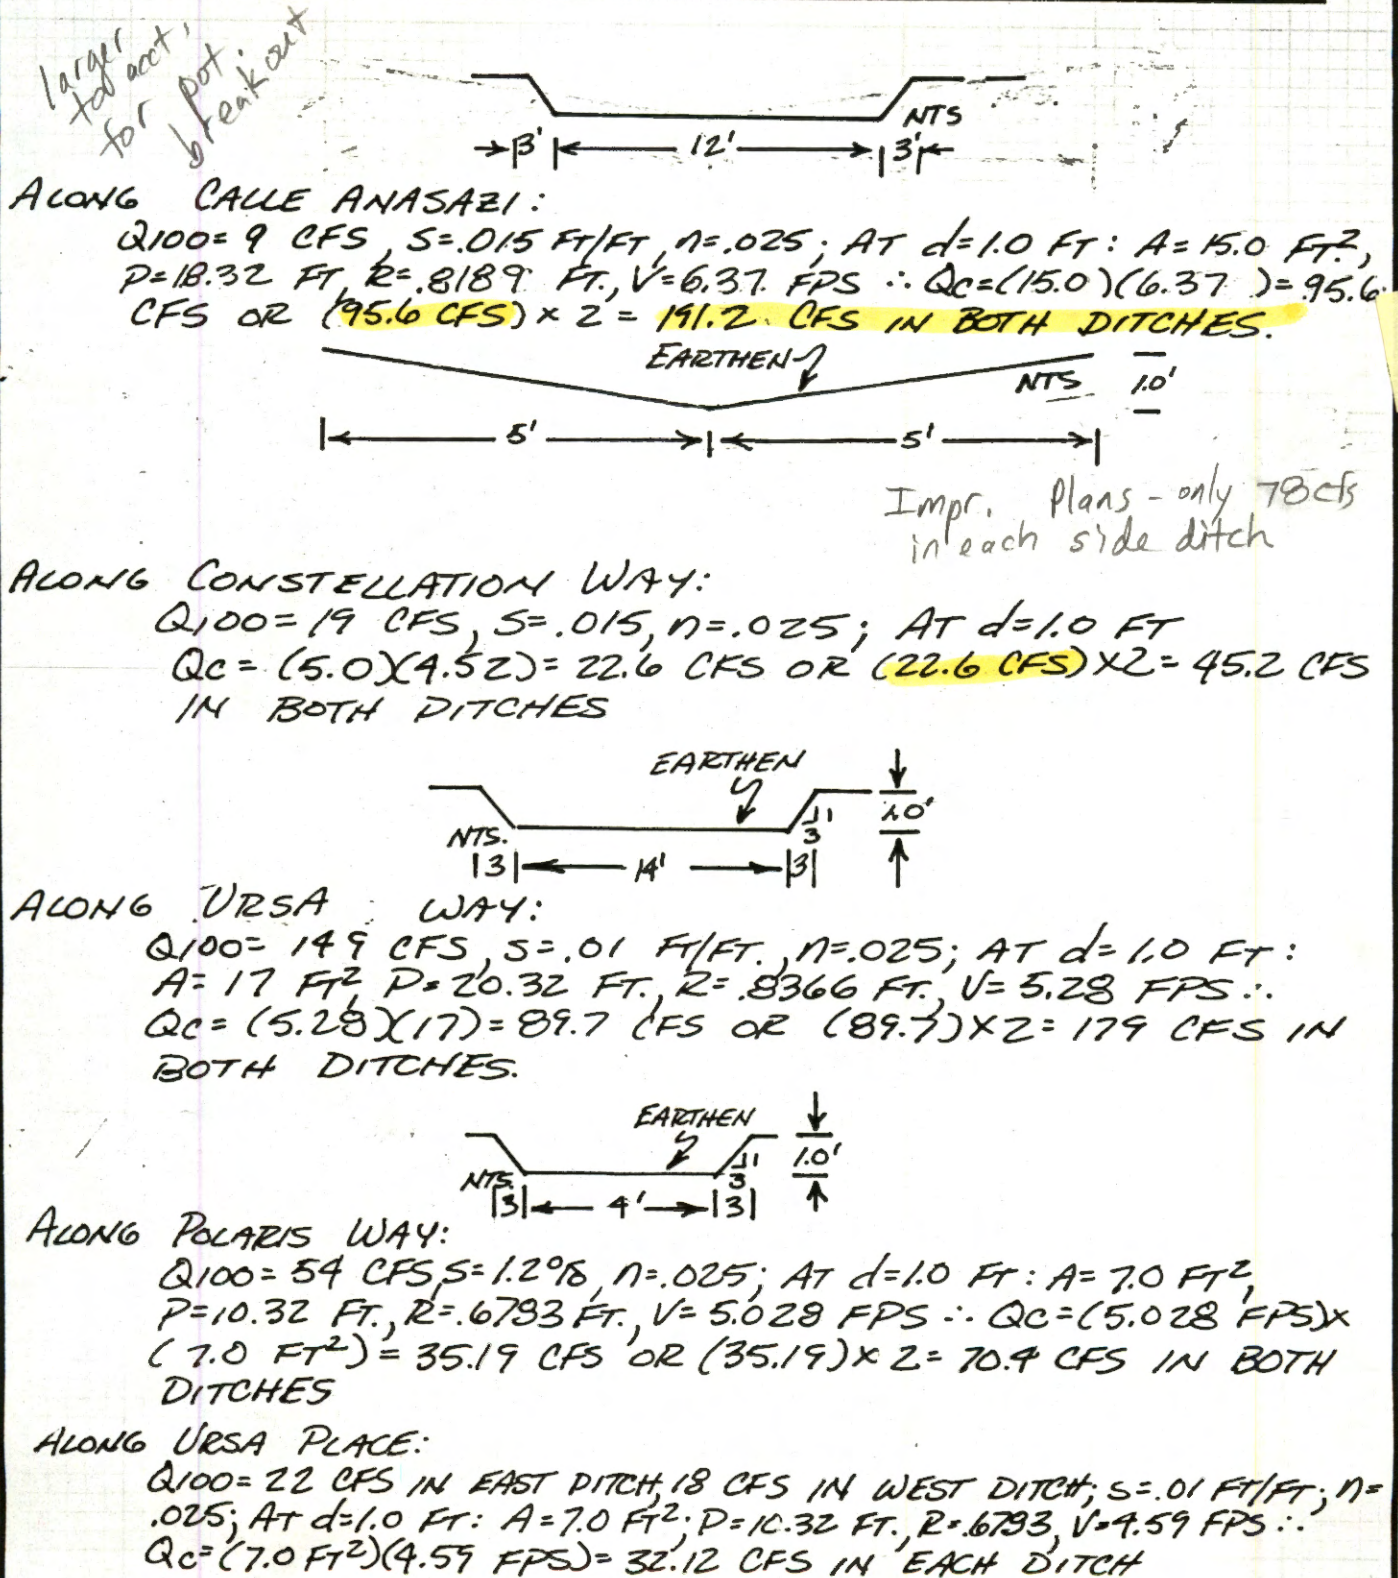 larger
to acct.
for pot.
breakout
NTS
3' 12' 3'
ALONG CALLE ANASAZI:
Q100= 9 CFS, S=.015 FT/FT, n=.025; AT d=1.0 FT: A=15.0 FT²,
P=18.32 FT, R=.8189 FT., V=6.37 FPS ∴ Qc=(15.0)(6.37 )=95.6
CFS OR (95.6 CFS) × 2 = 191.2 CFS IN BOTH DITCHES.
EARTHEN
NTS 1.0'
5' 5'
Impr. Plans - only 78 cfs
in each side ditch
ALONG CONSTELLATION WAY:
Q100= 19 CFS, S=.015, n=.025; AT d=1.0 FT
Qc= (5.0)(4.52)= 22.6 CFS OR (22.6 CFS)×2= 45.2 CFS
IN BOTH DITCHES
EARTHEN
1.0'
NTS. 1
3
3 14' 3
ALONG URSA WAY:
Q100= 149 CFS, S=.01 FT/FT., n=.025; AT d=1.0 FT:
A=17 FT², P=20.32 FT., R=.8366 FT., V=5.28 FPS ∴
Qc= (5.28)(17)=89.7 CFS OR (89.7)×2=179 CFS IN
BOTH DITCHES.
EARTHEN
1.0'
NTS. 1
3
3 4' 3
ALONG POLARIS WAY:
Q100= 54 CFS, S=1.2%, n=.025; AT d=1.0 FT: A=7.0 FT²,
P=10.32 FT., R=.6783 FT., V=5.028 FPS ∴ Qc=(5.028 FPS)×
(7.0 FT²)=35.19 CFS OR (35.19)×2=70.4 CFS IN BOTH
DITCHES
ALONG URSA PLACE:
Q100= 22 CFS IN EAST DITCH, 18 CFS IN WEST DITCH; S=.01 FT/FT; n=
.025; AT d=1.0 FT: A=7.0 FT²; P=10.32 FT., R=.6783, V=4.59 FPS ∴
Qc=(7.0 FT²)(4.59 FPS)=32.12 CFS IN EACH DITCH